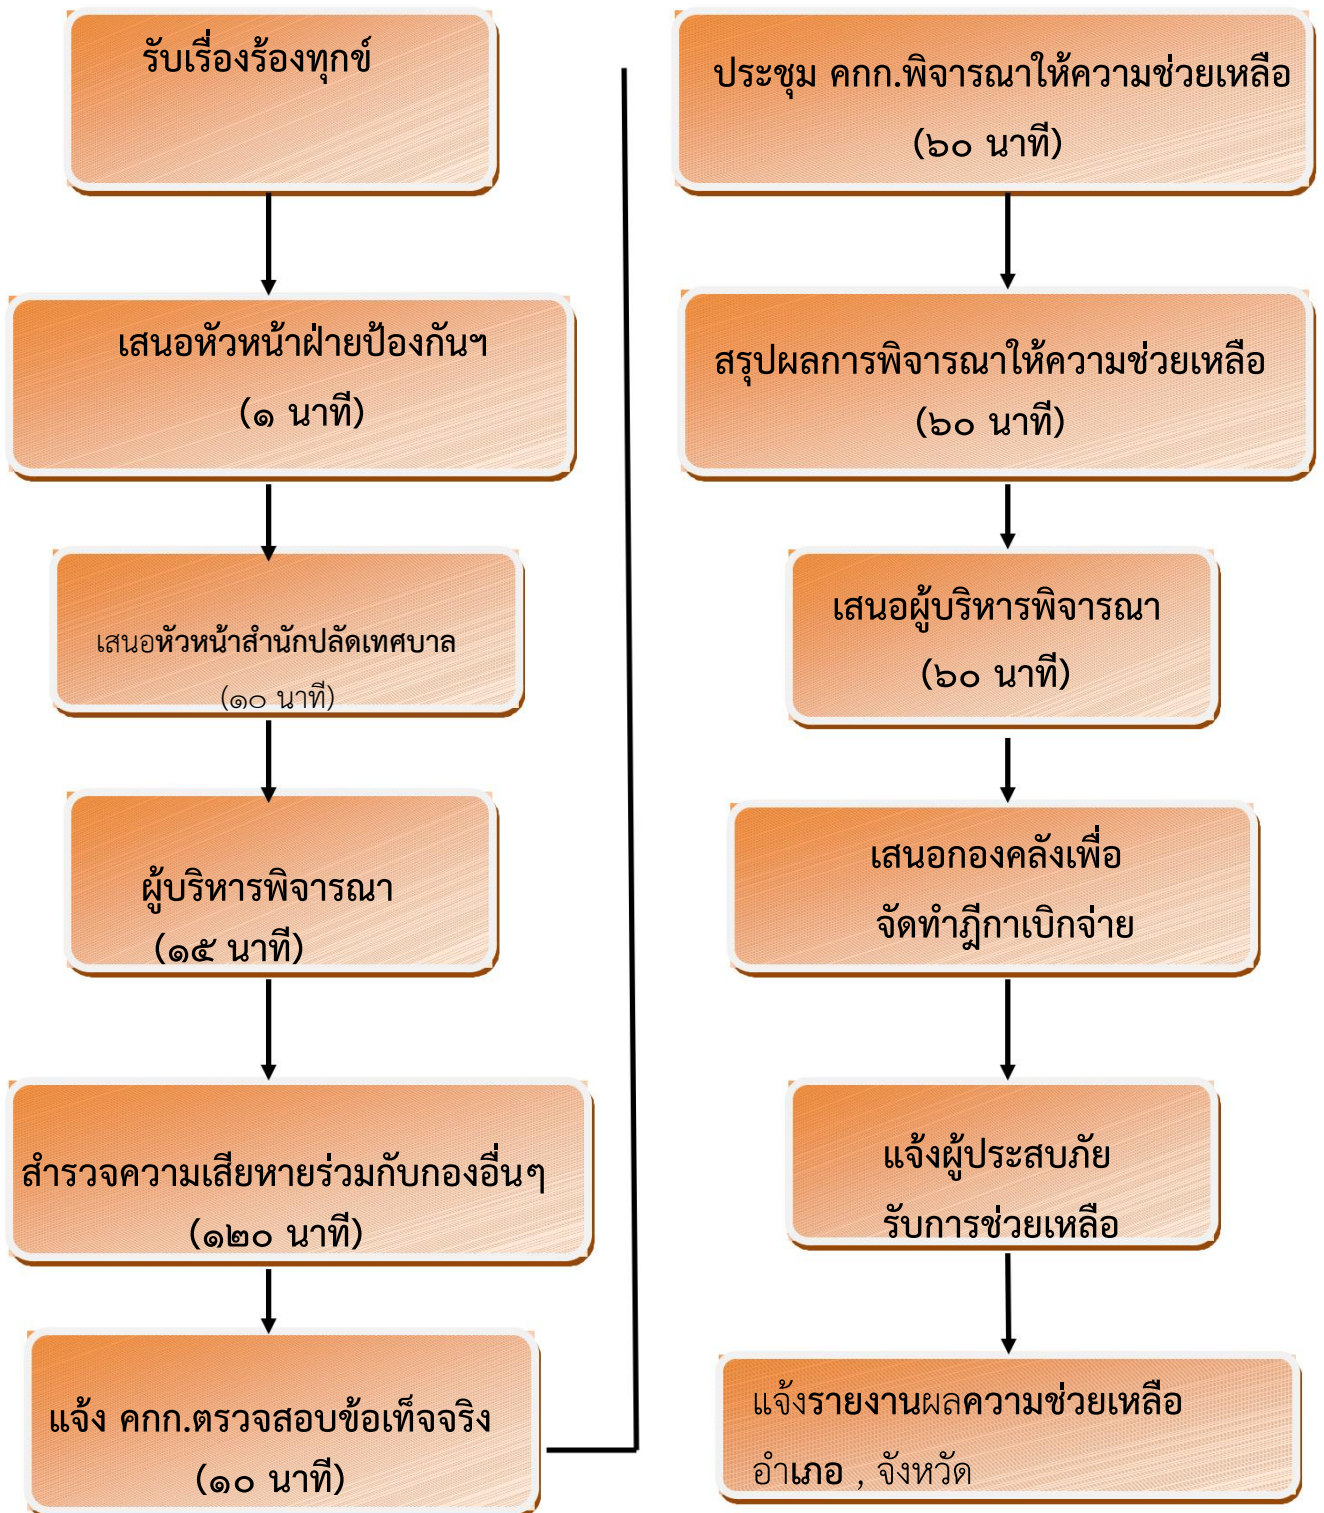 รับเรื่องร้องทุกข์
เสนอหัวหน้าฝ่ายป้องกันฯ
(๑ นาที)
เสนอหัวหน้าสำนักปลัดเทศบาล
(๑๐ นาที)
ผู้บริหารพิจารณา
(๑๕ นาที)
สำรวจความเสียหายร่วมกับกองอื่นๆ
(๑๒๐ นาที)
แจ้ง คกก.ตรวจสอบข้อเท็จจริง
(๑๐ นาที)
ประชุม คกก.พิจารณาให้ความช่วยเหลือ
(๖๐ นาที)
สรุปผลการพิจารณาให้ความช่วยเหลือ
(๖๐ นาที)
เสนอผู้บริหารพิจารณา
(๖๐ นาที)
เสนอกองคลังเพื่อ
จัดทำฎีกาเบิกจ่าย
แจ้งผู้ประสบภัย
รับการช่วยเหลือ
แจ้งรายงานผลความช่วยเหลือ
อำเภอ , จังหวัด